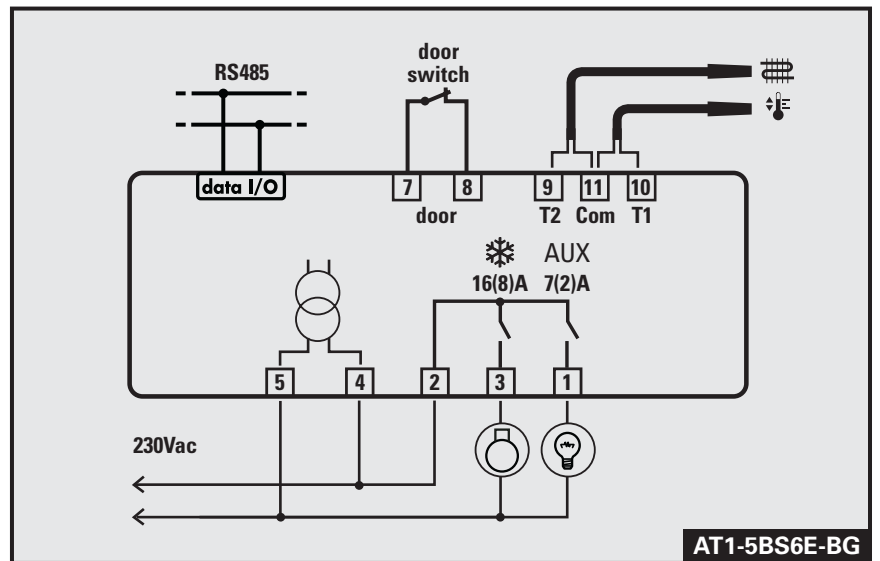 RS485
door
switch
data I/O
7 8
door
9 11 10
T2 Com T1
AUX
16(8)A 7(2)A
5 4 2 3 1
230Vac
AT1-5BS6E-BG